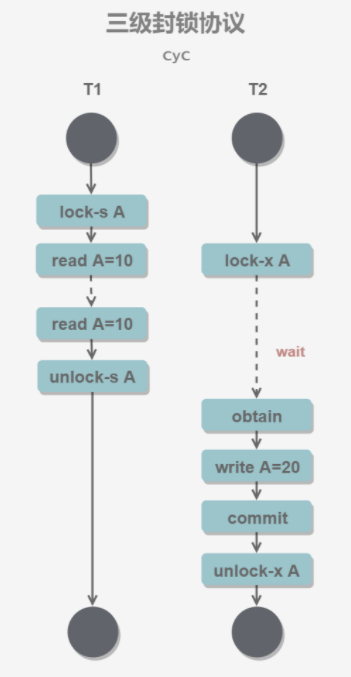 三级封锁协议
CyC
T1
T2
lock-s A
read A=10
lock-x A
read A=10
wait
unlock-s A
obtain
write A=20
commit
unlock-x A